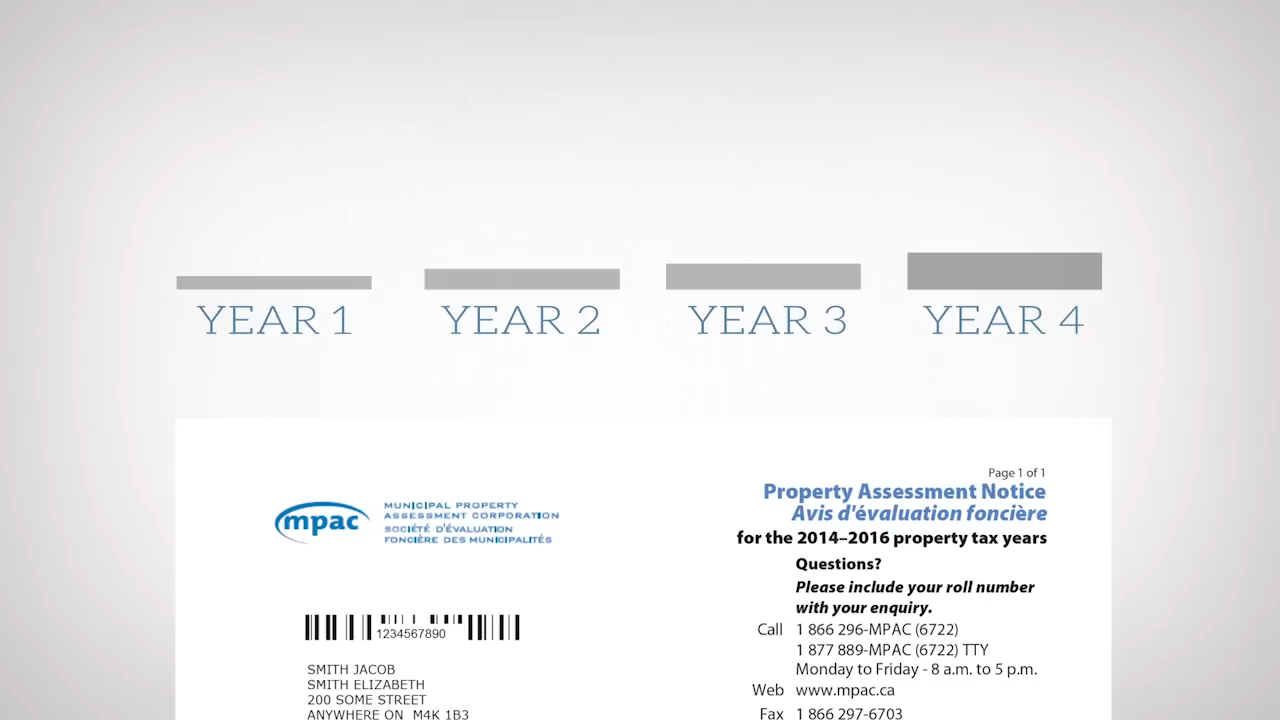 YEAR 1
YEAR 2
YEAR 3
YEAR 4
mpac
MUNICIPAL PROPERTY
ASSESSMENT CORPORATION
SOCIÉTÉ D'ÉVALUATION
FONCIÈRE DES MUNICIPALITÉS
Page 1 of 1
Property Assessment Notice
Avis d'évaluation foncière
for the 2014–2016 property tax years
Questions?
Please include your roll number
with your enquiry.
Call 1 866 296-MPAC (6722)
1 877 889-MPAC (6722) TTY
Monday to Friday - 8 a.m. to 5 p.m.
Web www.mpac.ca
Fax 1 866 297-6703
1234567890
SMITH JACOB
SMITH ELIZABETH
200 SOME STREET
ANYWHERE ON M4K 1B3